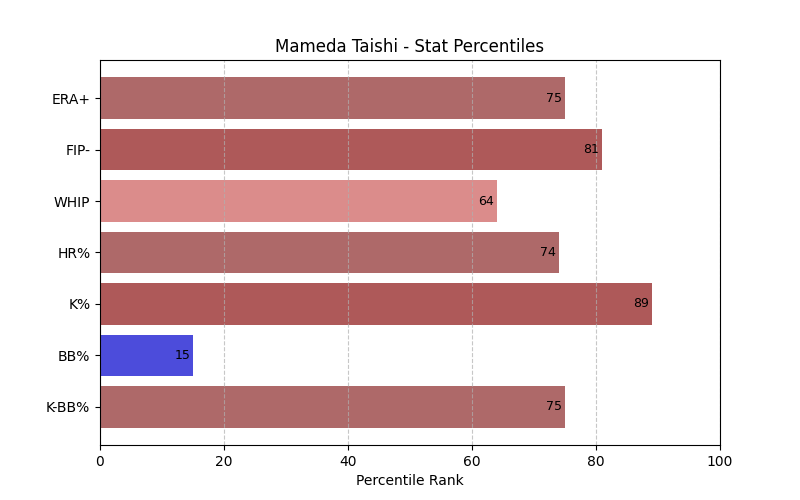 Mameda Taishi - Stat Percentiles
ERA+ 75
FIP- 81
WHIP 64
HR% 74
K% 89
BB% 15
K-BB% 75
0 20 40 60 80 100
Percentile Rank